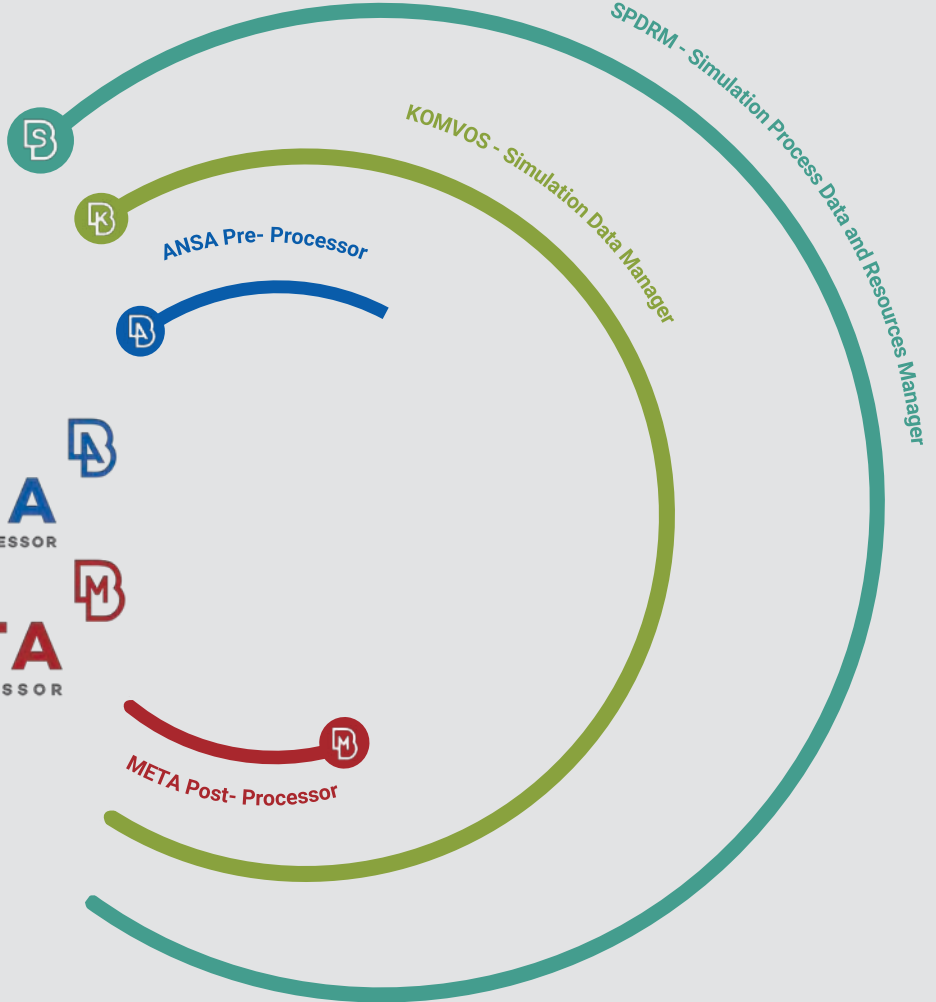 SPDRM - Simulation Process Data and Resources Manager
KOMVOS - Simulation Data Manager
S
K
ANSA Pre- Processor
A
A
A
ESSOR
M
TA
SSOR
M
META Post- Processor